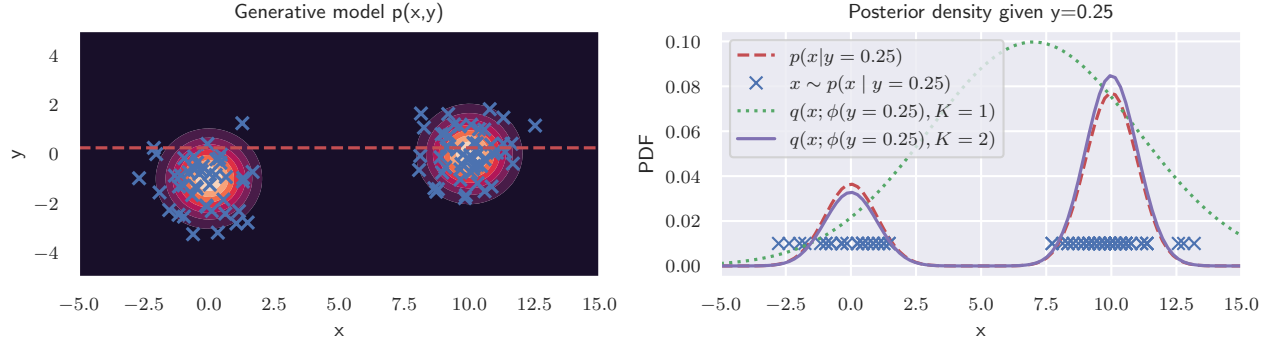 Generative model p(x,y)
4
2
0
−2
−4
y
−5.0 −2.5 0.0 2.5 5.0 7.5 10.0 12.5 15.0
x
Posterior density given y=0.25
0.10
0.08
0.06
0.04
0.02
0.00
PDF
p(x|y = 0.25)
x ∼ p(x | y = 0.25)
q(x; ϕ(y = 0.25), K = 1)
q(x; ϕ(y = 0.25), K = 2)
−5.0 −2.5 0.0 2.5 5.0 7.5 10.0 12.5 15.0
x